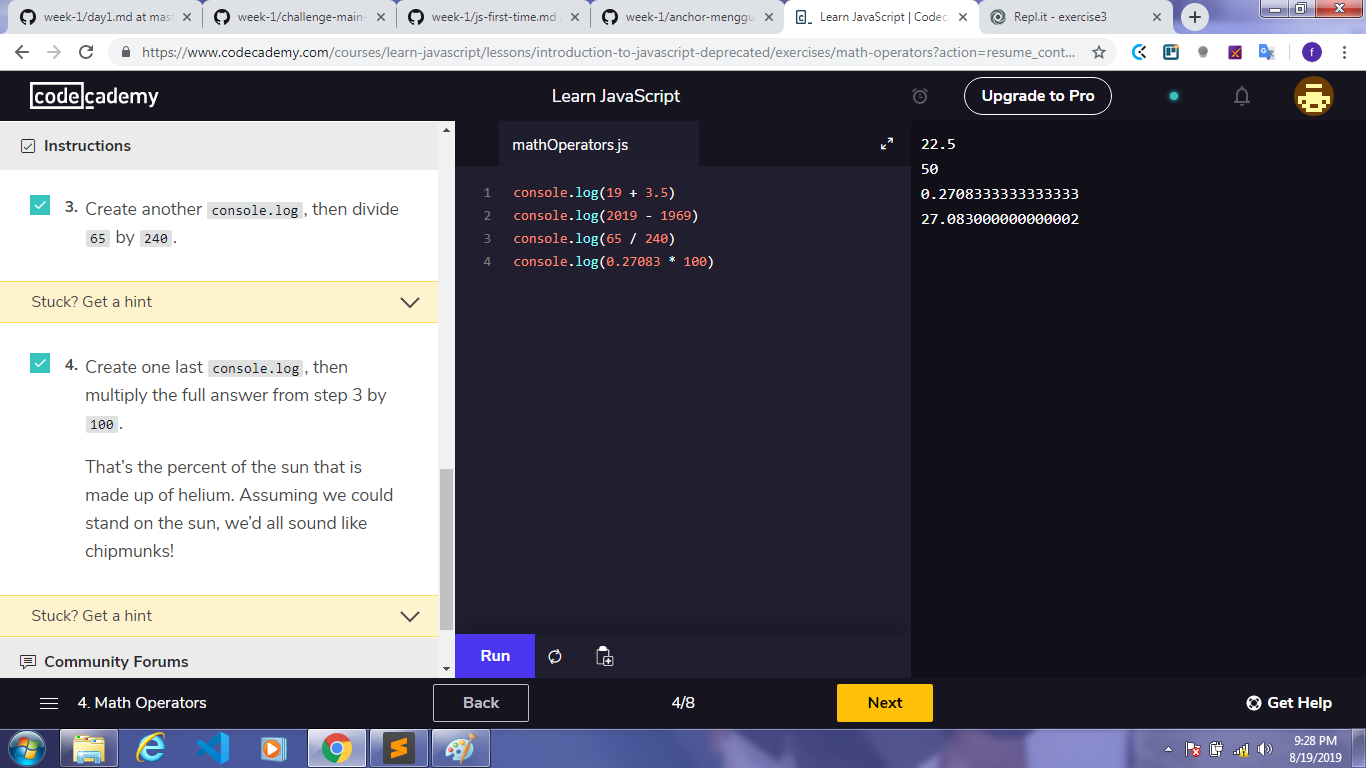 week-1/day1.md at mast
week-1/challenge-main-
week-1/js-first-time.md
week-1/anchor-menggu
Learn JavaScript | Codec
Repl.it - exercise3
https://www.codecademy.com/courses/learn-javascript/lessons/introduction-to-javascript-deprecated/exercises/math-operators?action=resume_cont...
f
codecademy
Learn JavaScript
Upgrade to Pro
Instructions
3. Create another console.log, then divide
65 by 240.
Stuck? Get a hint
4. Create one last console.log, then
multiply the full answer from step 3 by
100.
That's the percent of the sun that is
made up of helium. Assuming we could
stand on the sun, we'd all sound like
chipmunks!
Stuck? Get a hint
Community Forums
mathOperators.js
1 console.log(19 + 3.5)
2 console.log(2019 - 1969)
3 console.log(65 / 240)
4 console.log(0.27083 * 100)
Run
22.5
50
0.2708333333333333
27.083000000000002
4. Math Operators
Back
4/8
Next
Get Help
9:28 PM
8/19/2019